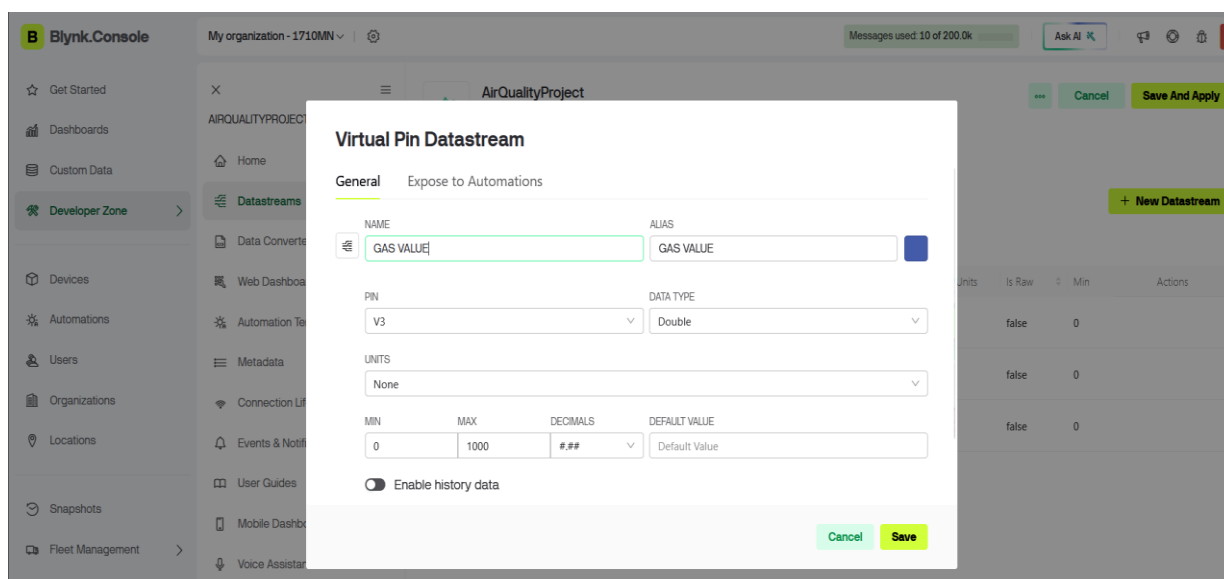 B Blynk.Console
My organization - 1710MN
Messages used: 10 of 200.0k
Ask AI
Get Started
Dashboards
Custom Data
Developer Zone
Devices
Automations
Users
Organizations
Locations
Snapshots
Fleet Management
AIRQUALITYPROJECT
Home
Datastreams
Data Converte
Web Dashboa
Automation Te
Metadata
Connection Lif
Events & Notifi
User Guides
Mobile Dashbo
Voice Assistan
AirQualityProject
Cancel
Save And Apply
+ New Datastream
Units Is Raw Min Actions
false 0
false 0
false 0
Virtual Pin Datastream
General Expose to Automations
NAME ALIAS
GAS VALUE GAS VALUE
PIN DATA TYPE
V3 Double
UNITS
None
MIN MAX DECIMALS DEFAULT VALUE
0 1000 #.## Default Value
Enable history data
Cancel Save